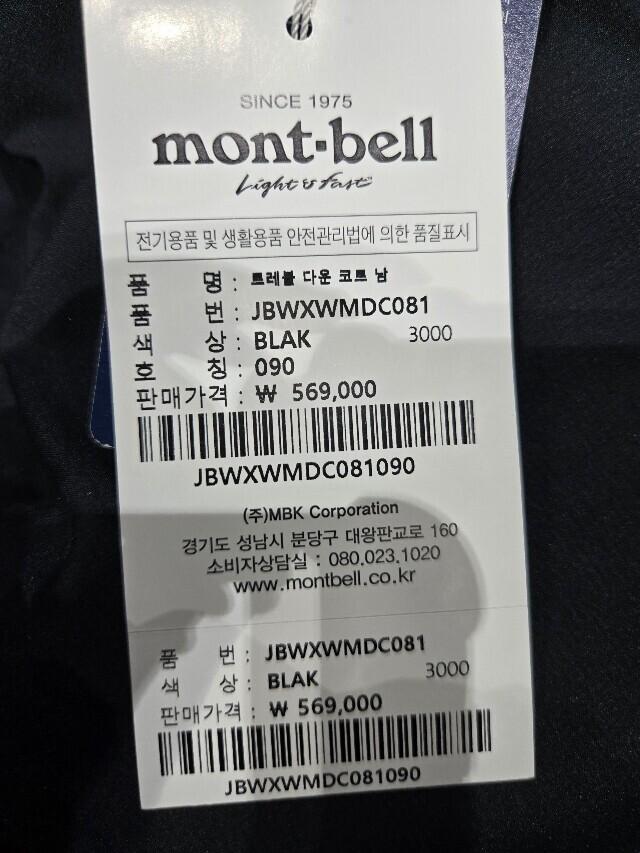 SINCE 1975
mont-bell
Light & Fast
전기용품 및 생활용품 안전관리법에 의한 품질표시
품 명 : 트레블 다운 코트 남
품 번 : JBWXWMDC081
색 상 : BLAK 3000
호 칭 : 090
판매가격 : ₩ 569,000
JBWXWMDC081090
(주)MBK Corporation
경기도 성남시 분당구 대왕판교로 160
소비자상담실 : 080.023.1020
www.montbell.co.kr
품 번 : JBWXWMDC081
색 상 : BLAK 3000
판매가격 : ₩ 569,000
JBWXWMDC081090